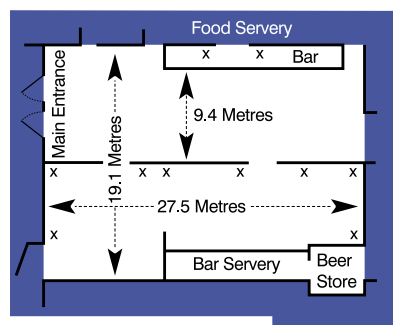 Food Servery
x x Bar
Main Entrance
9.4 Metres
19.1 Metres
x x x x x x
27.5 Metres
x x
Bar Servery
Beer
Store